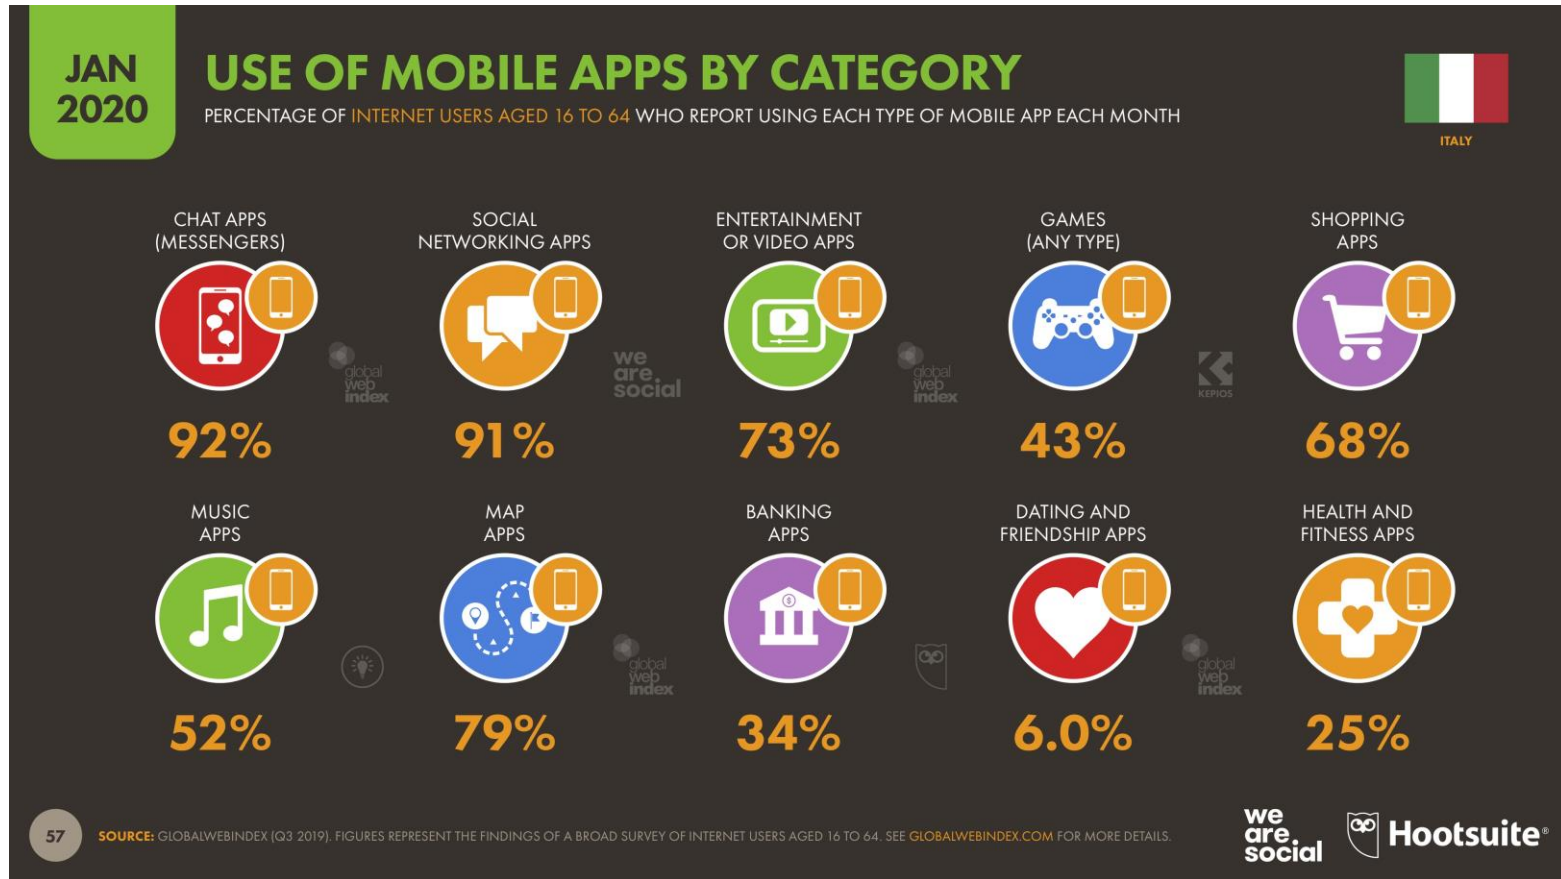 JAN
2020
USE OF MOBILE APPS BY CATEGORY
PERCENTAGE OF INTERNET USERS AGED 16 TO 64 WHO REPORT USING EACH TYPE OF MOBILE APP EACH MONTH
ITALY
CHAT APPS
(MESSENGERS)
SOCIAL
NETWORKING APPS
ENTERTAINMENT
OR VIDEO APPS
GAMES
(ANY TYPE)
SHOPPING
APPS
global
web
index
we
are
social
global
web
index
KEPIOS
92%
91%
73%
43%
68%
MUSIC
APPS
MAP
APPS
BANKING
APPS
DATING AND
FRIENDSHIP APPS
HEALTH AND
FITNESS APPS
$
global
web
index
global
web
index
52%
79%
34%
6.0%
25%
57
SOURCE: GLOBALWEBINDEX (Q3 2019). FIGURES REPRESENT THE FINDINGS OF A BROAD SURVEY OF INTERNET USERS AGED 16 TO 64. SEE GLOBALWEBINDEX.COM FOR MORE DETAILS.
we
are
social
Hootsuite®